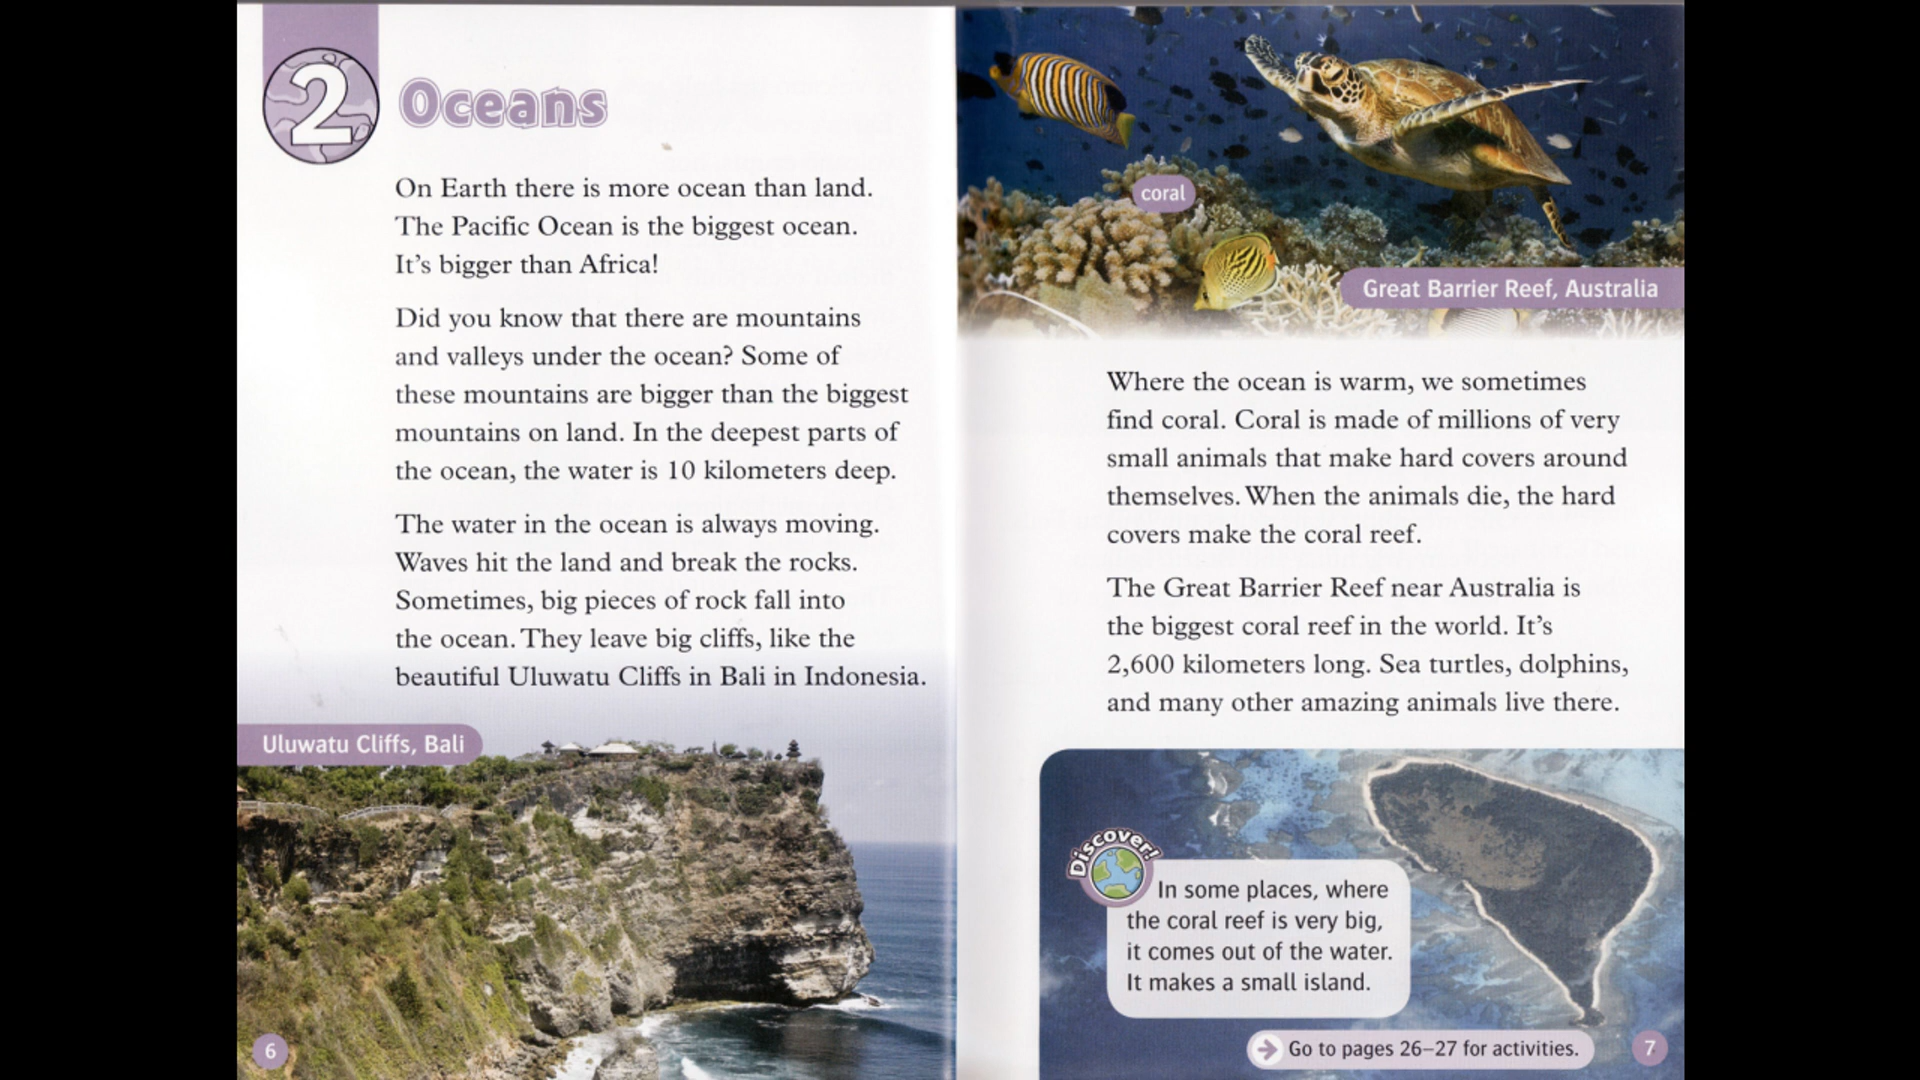 2
Oceans
On Earth there is more ocean than land.
The Pacific Ocean is the biggest ocean.
It's bigger than Africa!
Did you know that there are mountains
and valleys under the ocean? Some of
these mountains are bigger than the biggest
mountains on land. In the deepest parts of
the ocean, the water is 10 kilometers deep.
The water in the ocean is always moving.
Waves hit the land and break the rocks.
Sometimes, big pieces of rock fall into
the ocean. They leave big cliffs, like the
beautiful Uluwatu Cliffs in Bali in Indonesia.
Uluwatu Cliffs, Bali
6
coral
Great Barrier Reef, Australia
Where the ocean is warm, we sometimes
find coral. Coral is made of millions of very
small animals that make hard covers around
themselves. When the animals die, the hard
covers make the coral reef.
The Great Barrier Reef near Australia is
the biggest coral reef in the world. It's
2,600 kilometers long. Sea turtles, dolphins,
and many other amazing animals live there.
Discover!
In some places, where
the coral reef is very big,
it comes out of the water.
It makes a small island.
Go to pages 26–27 for activities.
7